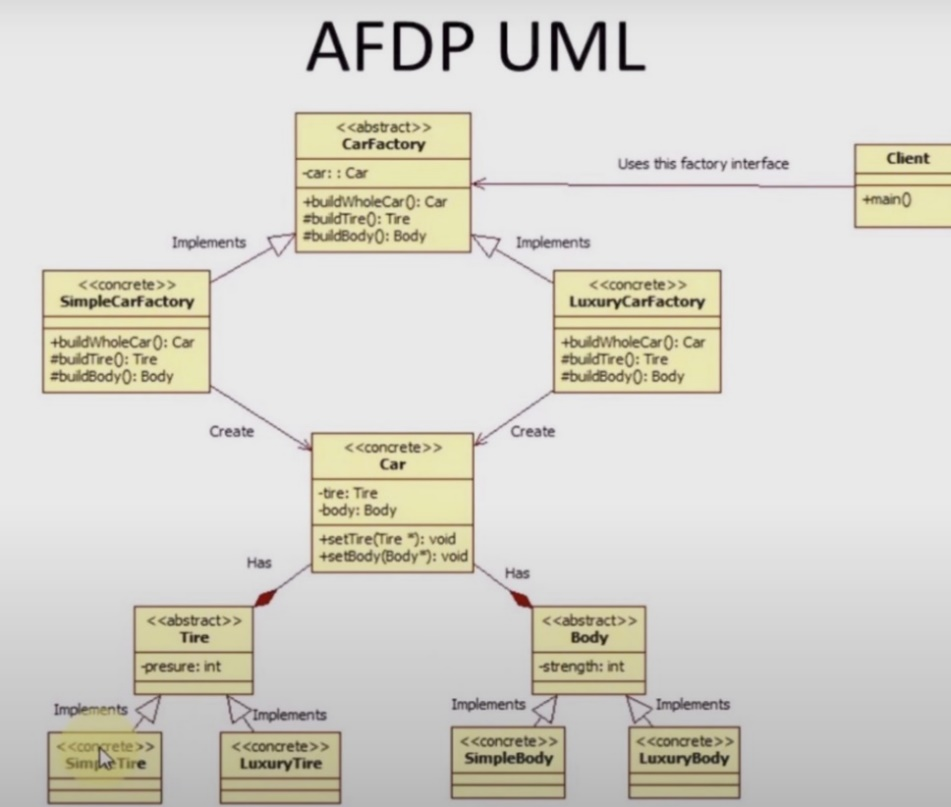 AFDP UML
<<abstract>>
CarFactory
-car: : Car
+buildWholeCar(): Car
#buildTire(): Tire
#buildBody(): Body
Uses this factory interface
Client
+main()
Implements
Implements
<<concrete>>
SimpleCarFactory
+buildWholeCar(): Car
#buildTire(): Tire
#buildBody(): Body
<<concrete>>
LuxuryCarFactory
+buildWholeCar(): Car
#buildTire(): Tire
#buildBody(): Body
Create
Create
<<concrete>>
Car
-tire: Tire
-body: Body
+setTire(Tire *): void
+setBody(Body*): void
Has
Has
<<abstract>>
Tire
-presure: int
<<abstract>>
Body
-strength: int
Implements
Implements
Implements
Implements
<<concrete>>
SimpleTire
<<concrete>>
LuxuryTire
<<concrete>>
SimpleBody
<<concrete>>
LuxuryBody